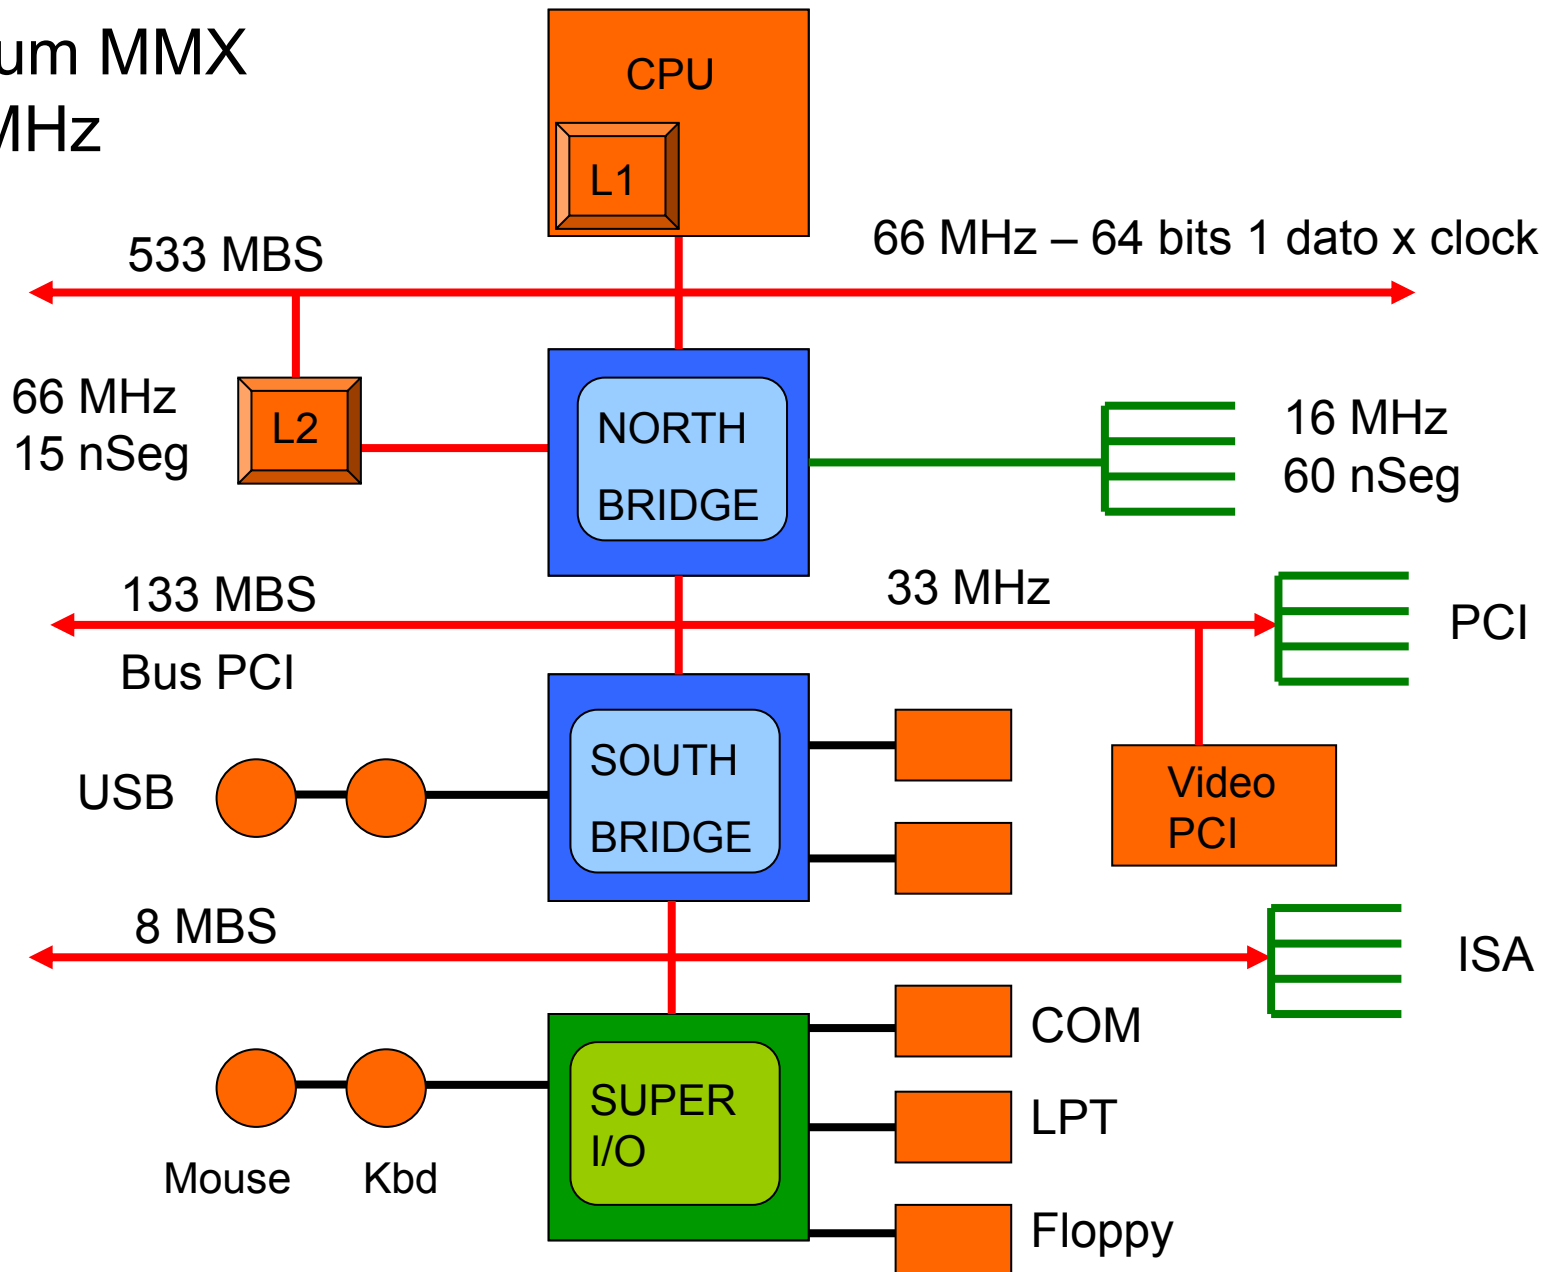 um MMX
MHz
CPU
L1
533 MBS
66 MHz – 64 bits 1 dato x clock
66 MHz
15 nSeg
L2
NORTH
BRIDGE
16 MHz
60 nSeg
133 MBS
33 MHz
PCI
Bus PCI
SOUTH
BRIDGE
USB
Video
PCI
8 MBS
ISA
COM
SUPER
I/O
LPT
Mouse
Kbd
Floppy